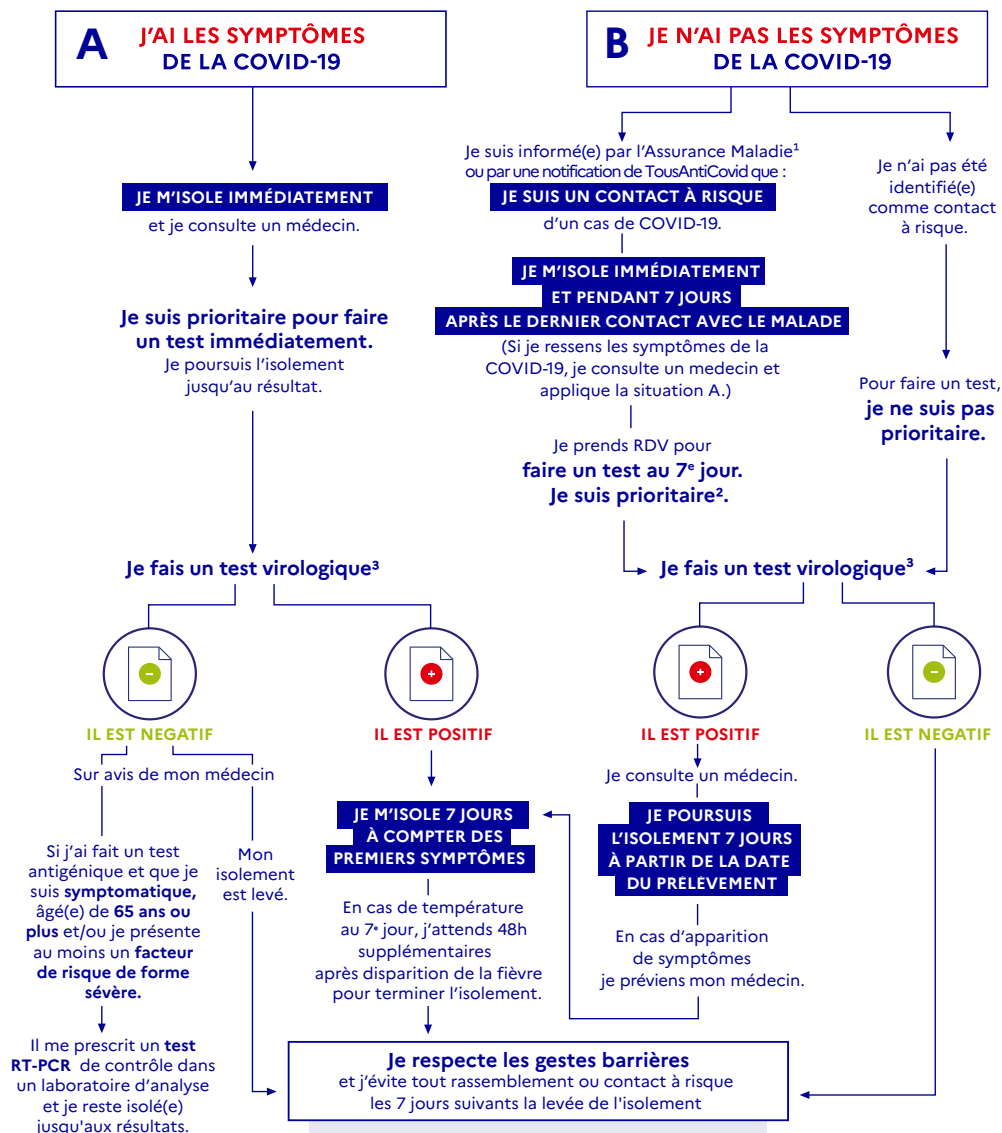 A
J'AI LES SYMPTÔMES
DE LA COVID-19
JE M'ISOLE IMMÉDIATEMENT
et je consulte un médecin.
Je suis prioritaire pour faire
un test immédiatement.
Je poursuis l'isolement
jusqu'au résultat.
Je fais un test virologique³
IL EST NEGATIF
Sur avis de mon médecin
Si j'ai fait un test
antigénique et que je
suis symptomatique,
âgé(e) de 65 ans ou
plus et/ou je présente
au moins un facteur
de risque de forme
sévère.
Il me prescrit un test
RT-PCR de contrôle dans
un laboratoire d'analyse
et je reste isolé(e)
jusqu'aux résultats.
Mon
isolement
est levé.
IL EST POSITIF
JE M'ISOLE 7 JOURS
À COMPTER DES
PREMIERS SYMPTÔMES
En cas de température
au 7ᵉ jour, j'attends 48h
supplémentaires
après disparition de la fièvre
pour terminer l'isolement.
B
JE N'AI PAS LES SYMPTÔMES
DE LA COVID-19
Je suis informé(e) par l'Assurance Maladie¹
ou par une notification de TousAntiCovid que :
JE SUIS UN CONTACT À RISQUE
d'un cas de COVID-19.
JE M'ISOLE IMMÉDIATEMENT
ET PENDANT 7 JOURS
APRÈS LE DERNIER CONTACT AVEC LE MALADE
(Si je ressens les symptômes de la
COVID-19, je consulte un medecin et
applique la situation A.)
Je prends RDV pour
faire un test au 7ᵉ jour.
Je suis prioritaire².
Je n'ai pas été
identifié(e)
comme contact
à risque.
Pour faire un test,
je ne suis pas
prioritaire.
Je fais un test virologique³
IL EST POSITIF
Je consulte un médecin.
JE POURSUIS
L'ISOLEMENT 7 JOURS
À PARTIR DE LA DATE
DU PRÉLÈVEMENT
En cas d'apparition
de symptômes
je préviens mon médecin.
IL EST NEGATIF
Je respecte les gestes barrières
et j'évite tout rassemblement ou contact à risque
les 7 jours suivants la levée de l'isolement